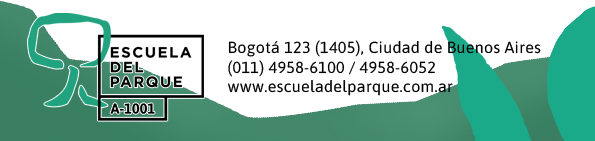 ESCUELA
DEL
PARQUE
A-1001
Bogotá 123 (1405), Ciudad de Buenos Aires
(011) 4958-6100 / 4958-6052
www.escueladelparque.com.ar